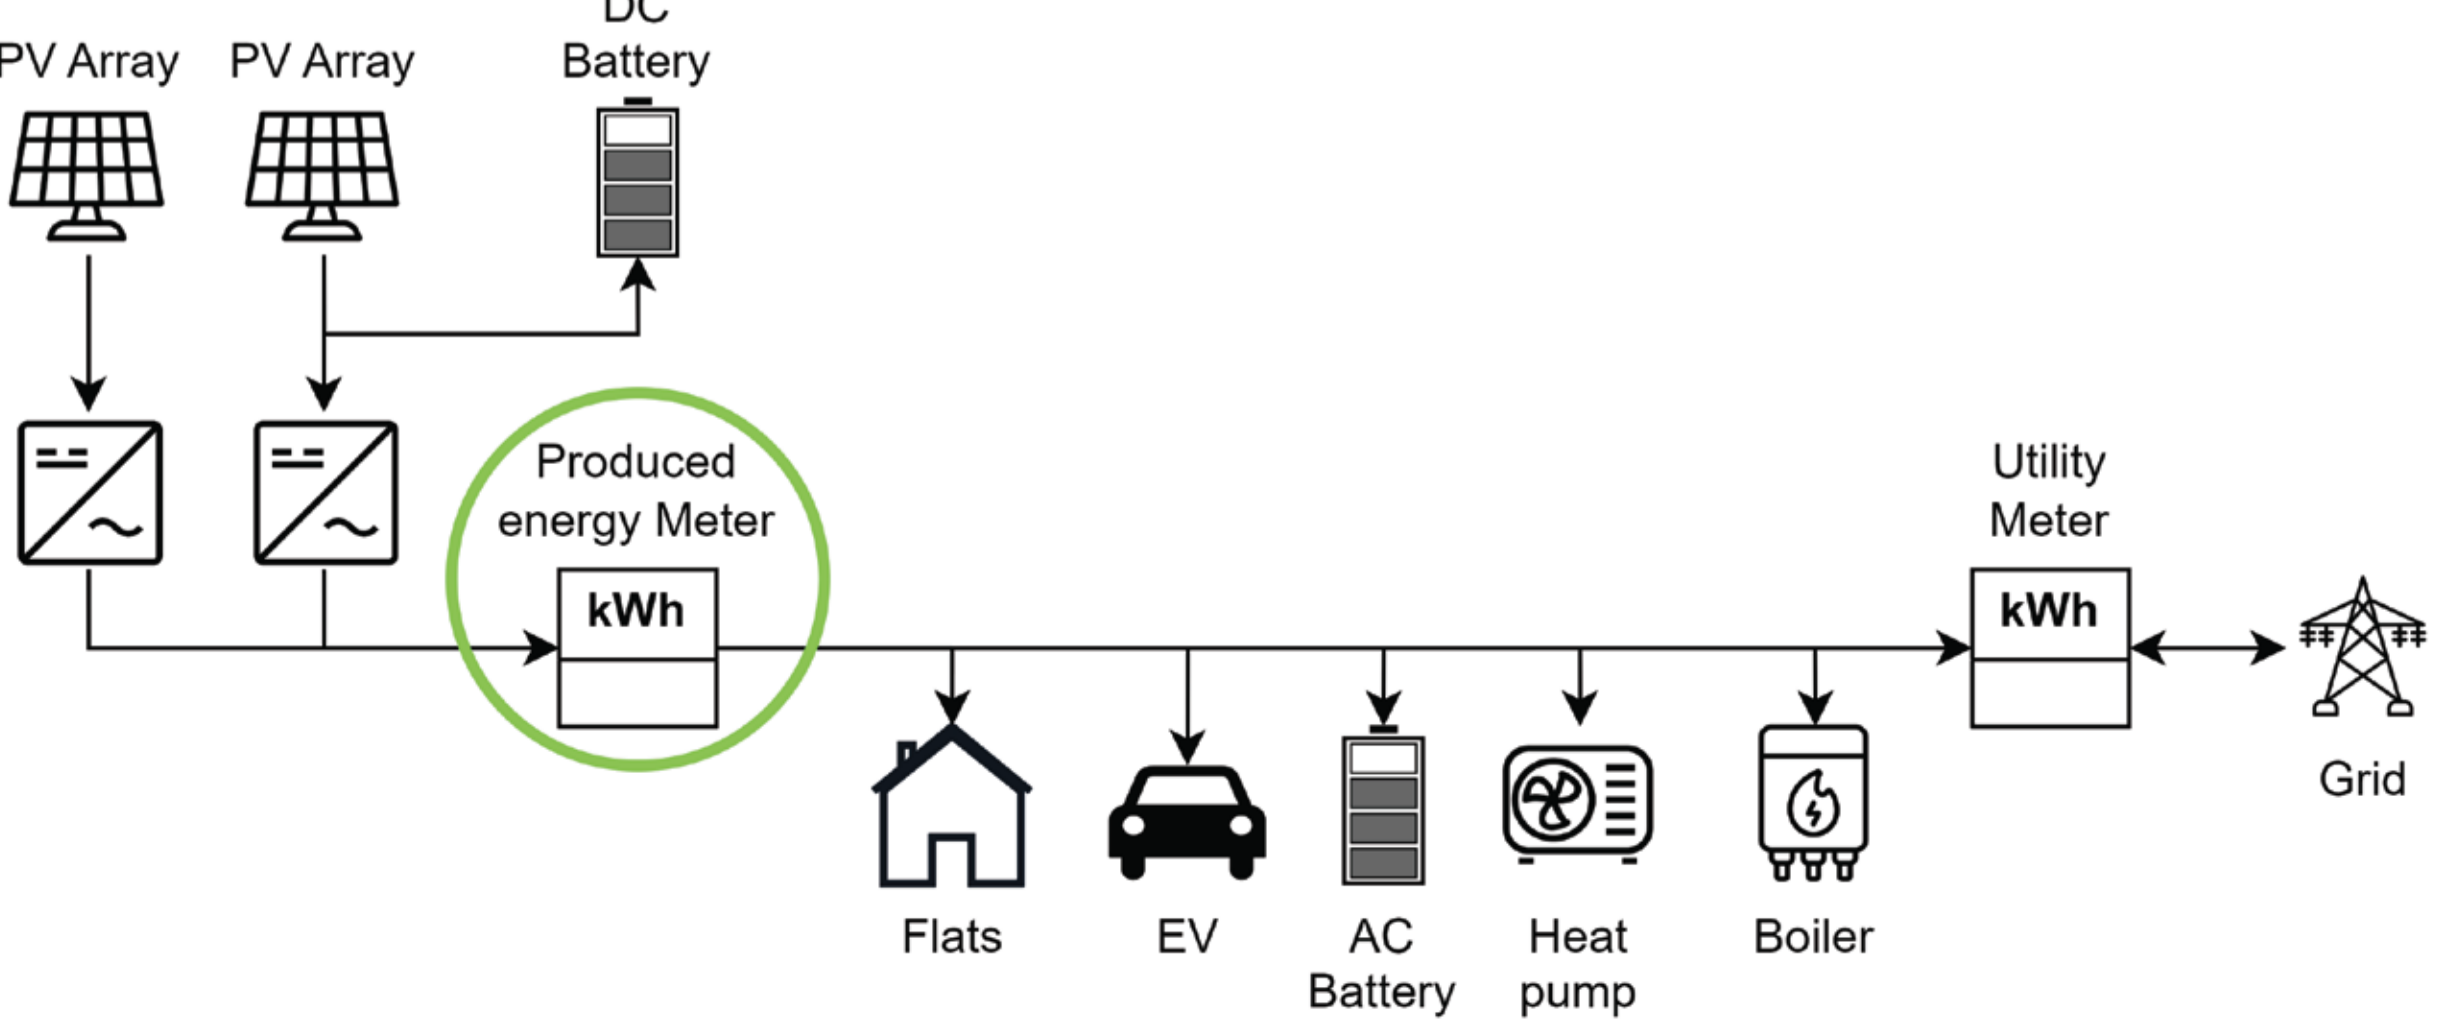 DC
PV Array
PV Array
Battery
Produced
energy Meter
kWh
Utility
Meter
kWh
Grid
Flats
EV
AC
Battery
Heat
pump
Boiler